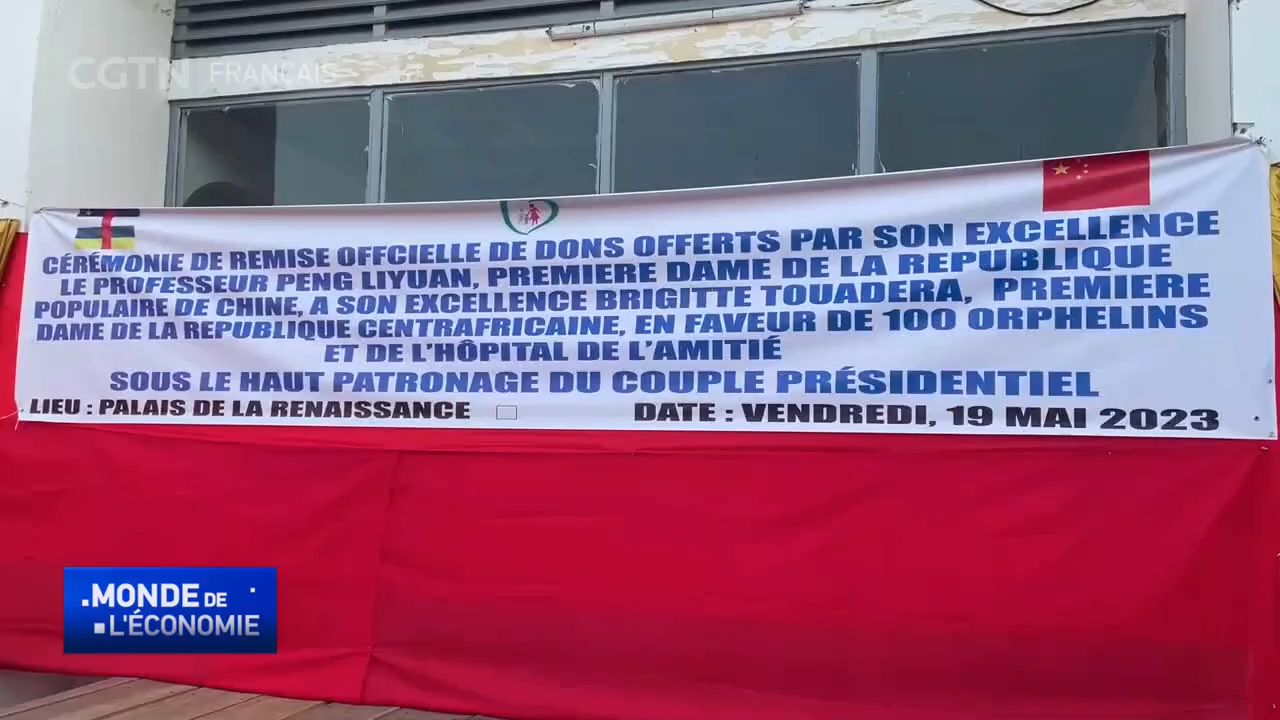 CGTN FRANÇAIS
CÉRÉMONIE DE REMISE OFFCIELLE DE DONS OFFERTS PAR SON EXCELLENCE
LE PROFESSEUR PENG LIYUAN, PREMIERE DAME DE LA REPUBLIQUE
POPULAIRE DE CHINE, A SON EXCELLENCE BRIGITTE TOUADERA, PREMIERE
DAME DE LA REPUBLIQUE CENTRAFRICAINE, EN FAVEUR DE 100 ORPHELINS
ET DE L'HÔPITAL DE L'AMITIÉ
SOUS LE HAUT PATRONAGE DU COUPLE PRÉSIDENTIEL
LIEU : PALAIS DE LA RENAISSANCE DATE : VENDREDI, 19 MAI 2023
MONDE DE
L'ÉCONOMIE